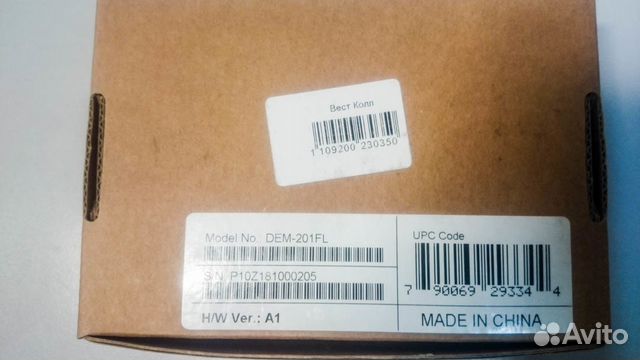 Вест Колл
1 109200 230350
Model No.: DEM-201FL
S/N. P10Z181000205
H/W Ver.: A1
UPC Code
7 90069 29334 4
MADE IN CHINA
Avito